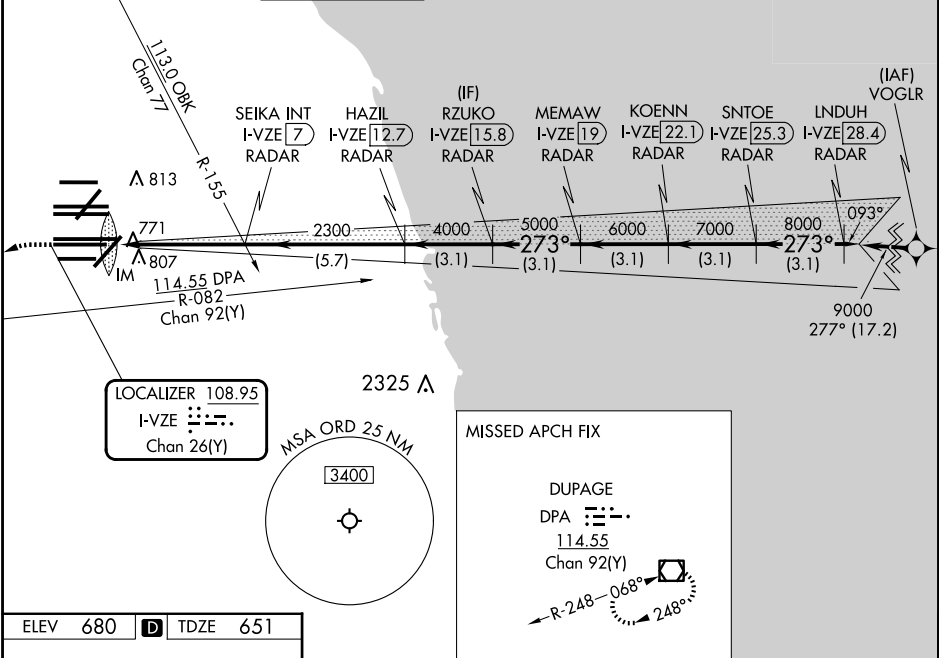 113.0 OBK
Chan 77
R-155
SEIKA INT
I-VZE 7
RADAR
HAZIL
I-VZE 12.7
RADAR
(IF)
RZUKO
I-VZE 15.8
RADAR
MEMAW
I-VZE 19
RADAR
KOENN
I-VZE 22.1
RADAR
SNTOE
I-VZE 25.3
RADAR
LNDUH
I-VZE 28.4
RADAR
(IAF)
VOGLR
813
771
807
IM
2300
(5.7)
4000
(3.1)
5000
273°
(3.1)
6000
(3.1)
7000
(3.1)
8000
273°
(3.1)
093°
9000
277° (17.2)
114.55 DPA
R-082
Chan 92(Y)
LOCALIZER 108.95
I-VZE
Chan 26(Y)
2325
MSA ORD 25 NM
3400
MISSED APCH FIX
DUPAGE
DPA
114.55
Chan 92(Y)
R-248
068°
248°
ELEV 680 D TDZE 651